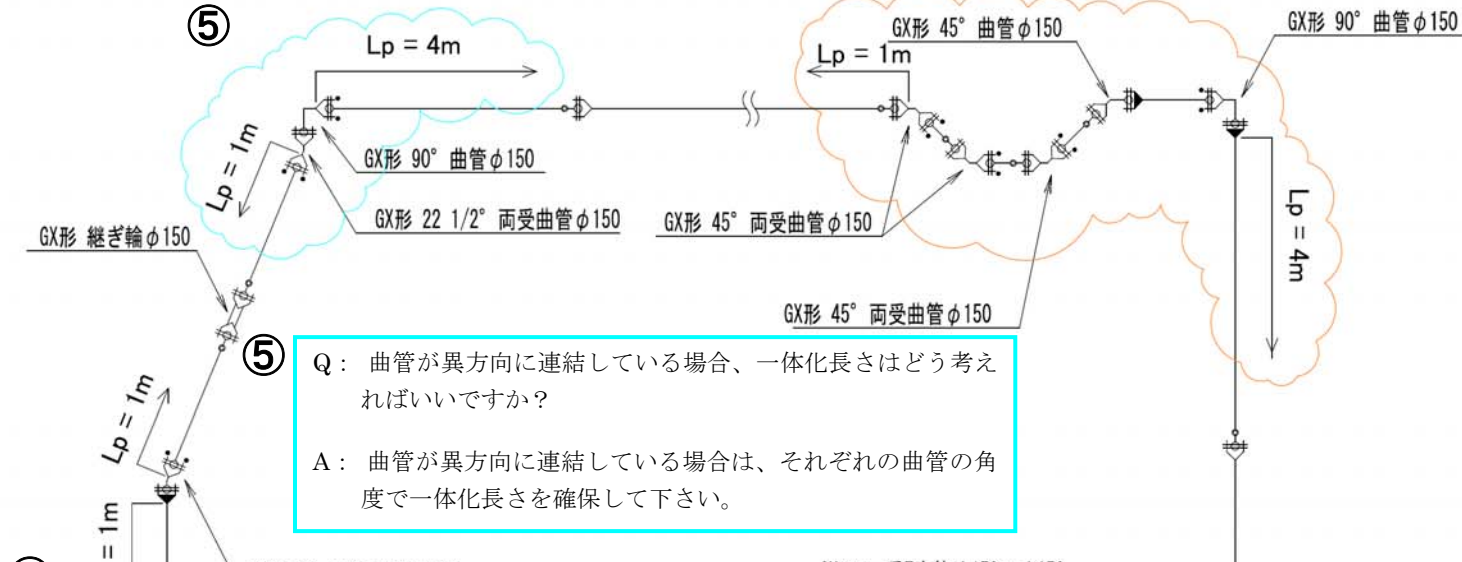 ⑤
Lp = 4m
GX形 45° 曲管φ150
GX形 90° 曲管φ150
Lp = 1m
Lp = 1m
GX形 90° 曲管φ150
GX形 22 1/2° 両受曲管φ150
GX形 45° 両受曲管φ150
Lp = 4m
GX形 継ぎ輪φ150
GX形 45° 両受曲管φ150
⑤
Q： 曲管が異方向に連結している場合、一体化長さはどう考え
ればいいですか？
A： 曲管が異方向に連結している場合は、それぞれの曲管の角
度で一体化長さを確保して下さい。
Lp = 1m
= 1m